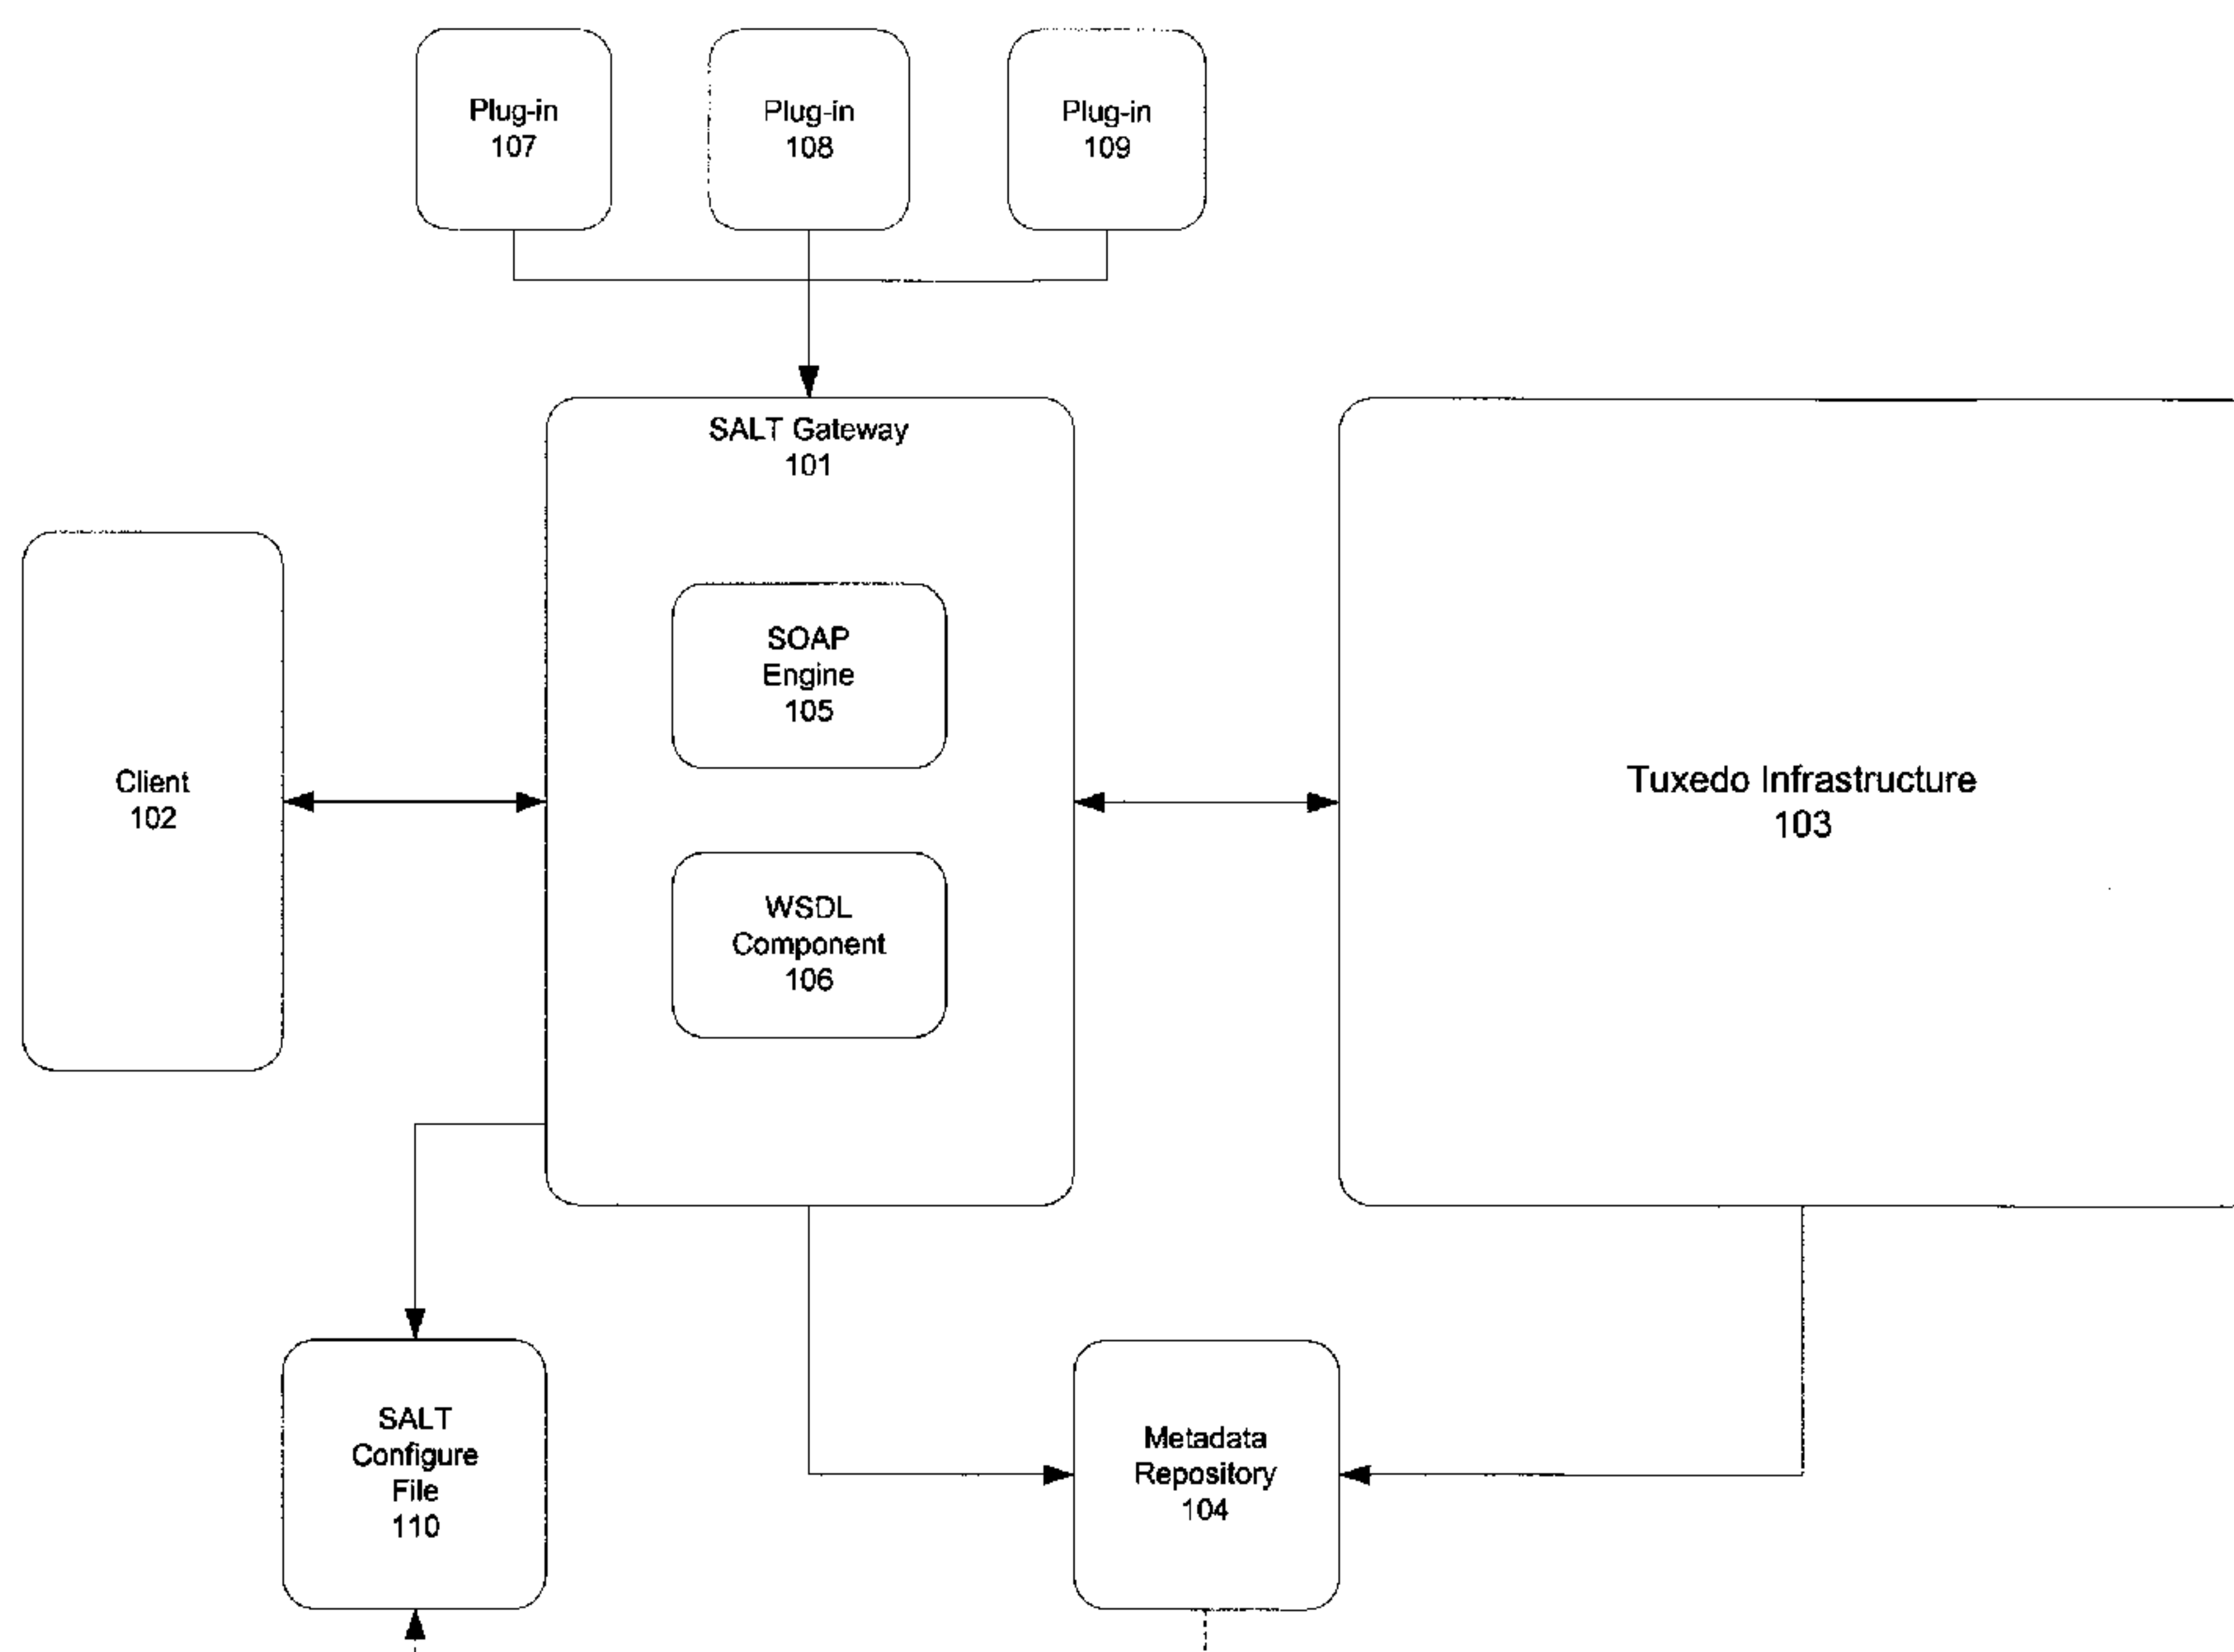 Plug-in
107
Plug-in
108
Plug-in
109
SALT Gateway
101
SOAP
Engine
105
Client
102
Tuxedo Infrastructure
103
WSDL
Component
106
SALT
Configure
File
110
Metadata
Repository
104